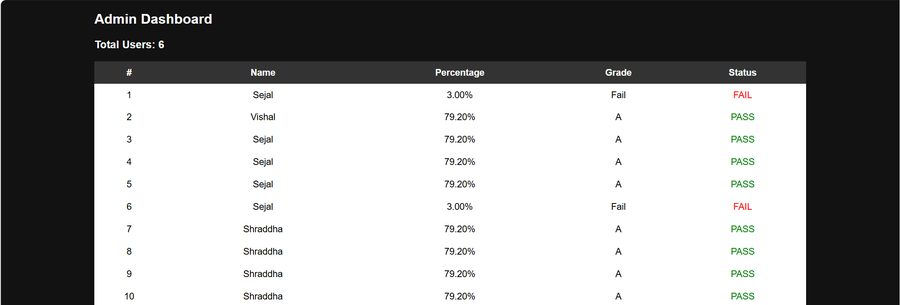 Admin Dashboard
Total Users: 6
# Name Percentage Grade Status
1 Sejal 3.00% Fail FAIL
2 Vishal 79.20% A PASS
3 Sejal 79.20% A PASS
4 Sejal 79.20% A PASS
5 Sejal 79.20% A PASS
6 Sejal 3.00% Fail FAIL
7 Shraddha 79.20% A PASS
8 Shraddha 79.20% A PASS
9 Shraddha 79.20% A PASS
10 Shraddha 79.20% A PASS